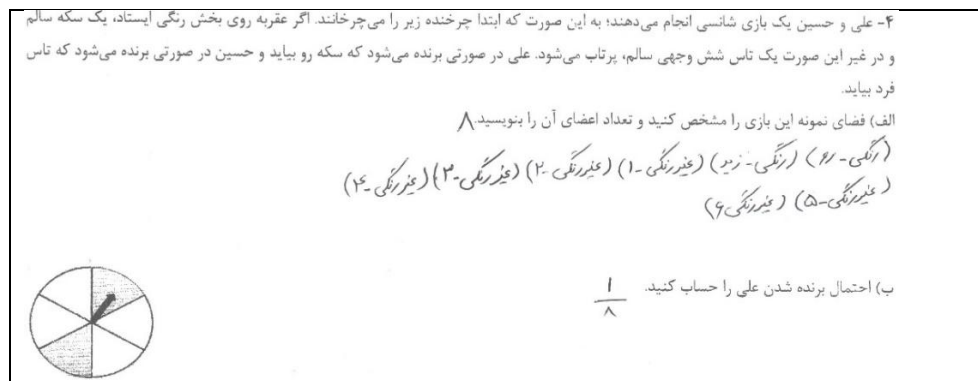 ۴- علی و حسین یک بازی شانسی انجام می‌دهند؛ به این صورت که ابتدا چرخنده زیر را می‌چرخانند. اگر عقربه روی بخش رنگی ایستاد، یک سکه سالم
و در غیر این صورت یک تاس شش وجهی سالم، پرتاب می‌شود. علی در صورتی برنده می‌شود که سکه رو بیاید و حسین در صورتی برنده می‌شود که تاس
فرد بیاید.
الف) فضای نمونه این بازی را مشخص کنید و تعداد اعضای آن را بنویسید. ۸
(رنگی - رو) (رنگی - زیر) (غیررنگی - ۱) (غیررنگی - ۲) (غیررنگی - ۳) (غیررنگی - ۴)
(غیررنگی - ۵) (غیررنگی ۶)
ب) احتمال برنده شدن علی را حساب کنید. ۱/۸